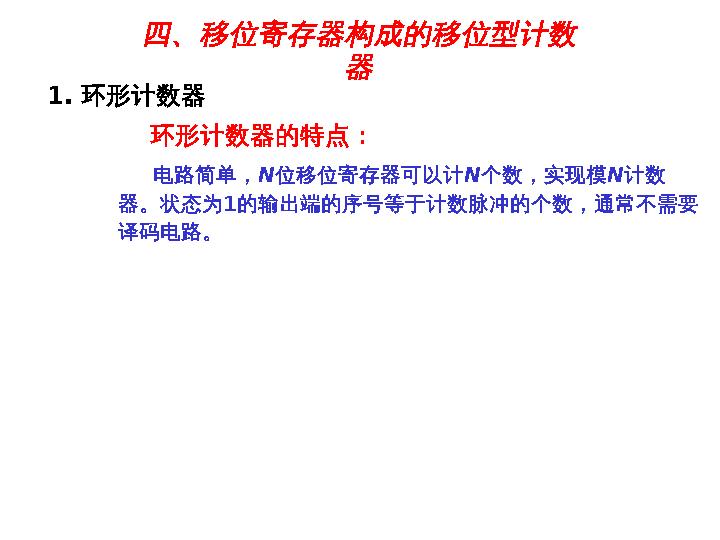 四、移位寄存器构成的移位型计数
器
1. 环形计数器
环形计数器的特点：
电路简单，N位移位寄存器可以计N个数，实现模N计数
器。状态为1的输出端的序号等于计数脉冲的个数，通常不需要
译码电路。